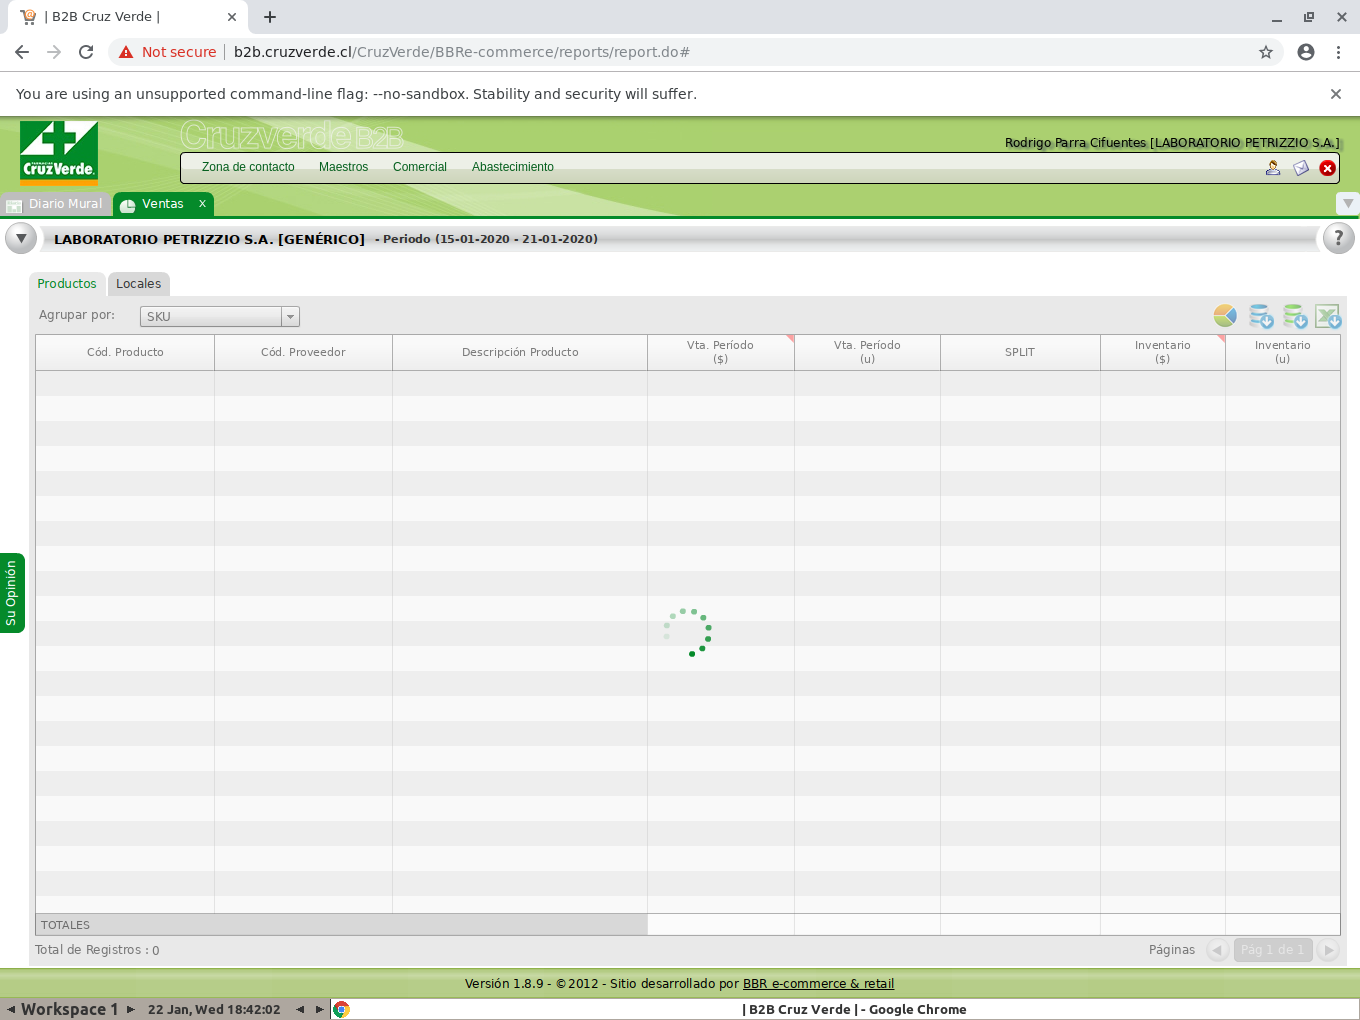 | B2B Cruz Verde |
Not secure b2b.cruzverde.cl/CruzVerde/BBRe-commerce/reports/report.do#
You are using an unsupported command-line flag: --no-sandbox. Stability and security will suffer.
Cruzverde B2B
FARMACIAS
CruzVerde.
Rodrigo Parra Cifuentes [LABORATORIO PETRIZZIO S.A.]
Zona de contacto Maestros Comercial Abastecimiento
Diario Mural Ventas X
LABORATORIO PETRIZZIO S.A. [GENÉRICO] - Periodo (15-01-2020 - 21-01-2020) ?
Productos Locales
Agrupar por: SKU
Cód. Producto Cód. Proveedor Descripción Producto Vta. Período ($) Vta. Período (u) SPLIT Inventario ($) Inventario (u)
Su Opinión
TOTALES
Total de Registros : 0 Páginas Pág 1 de 1
Versión 1.8.9 - ©2012 - Sitio desarrollado por BBR e-commerce & retail
Workspace 1 22 Jan, Wed 18:42:02 | B2B Cruz Verde | - Google Chrome